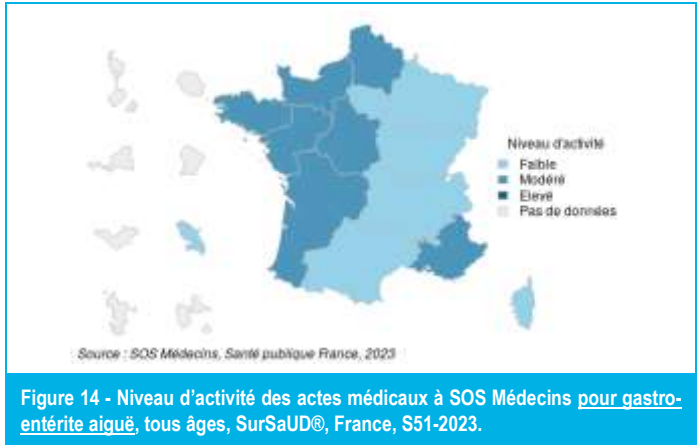 Niveau d'activité
Faible
Modéré
Elevé
Pas de données
Source : SOS Médecins, Santé publique France, 2023
Figure 14 - Niveau d'activité des actes médicaux à SOS Médecins pour gastro-
entérite aiguë, tous âges, SurSaUD®, France, S51-2023.